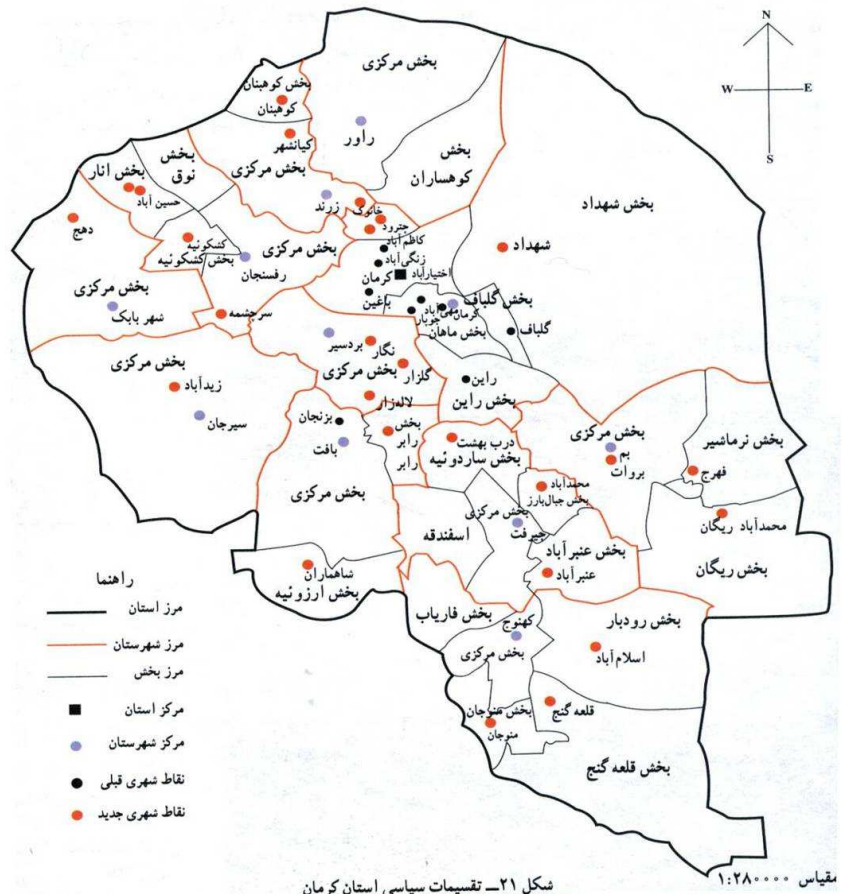 N
W
E
S
بخش مرکزی
راور
بخش کوهبنان
کوهبنان
کیانشهر
بخش مرکزی
زرند
بخش
کوهساران
بخش
نوق
بخش انار
حسین آباد
دهج
بخش شهداد
شهداد
خانوک
چترود
کاظم آباد
زنگی‌آباد
اختیارآباد
کرمان
باغین
کشکوئیه
بخش کشکوئیه
بخش مرکزی
رفسنجان
بخش مرکزی
شهر بابک
سرچشمه
بخش گلباف
گلباف
کرمان
بخش ماهان
جوپار
بردسیر
نگار
گلزار
بخش مرکزی
لاله‌زار
راین
بخش راین
بخش مرکزی
زیدآباد
سیرجان
بزنجان
بافت
بخش مرکزی
بخش
رابر
رابر
درب بهشت
بخش ساردوئیه
بخش مرکزی
بم
بروات
بخش نرماشیر
فهرج
محمدآباد
بخش جبال‌بارز
بخش مرکزی
جیرفت
اسفندقه
بخش عنبرآباد
عنبرآباد
محمدآباد ریگان
بخش ریگان
شاهماران
بخش ارزوئیه
بخش فاریاب
کهنوج
بخش مرکزی
بخش رودبار
اسلام‌آباد
بخش منوجان
منوجان
قلعه گنج
بخش قلعه گنج
راهنما
مرز استان
مرز شهرستان
مرز بخش
مرکز استان
مرکز شهرستان
نقاط شهری قبلی
نقاط شهری جدید
مقیاس ۱:۲۸۰۰۰۰۰
شکل ۲۱ــ تقسیمات سیاسی استان کرمان